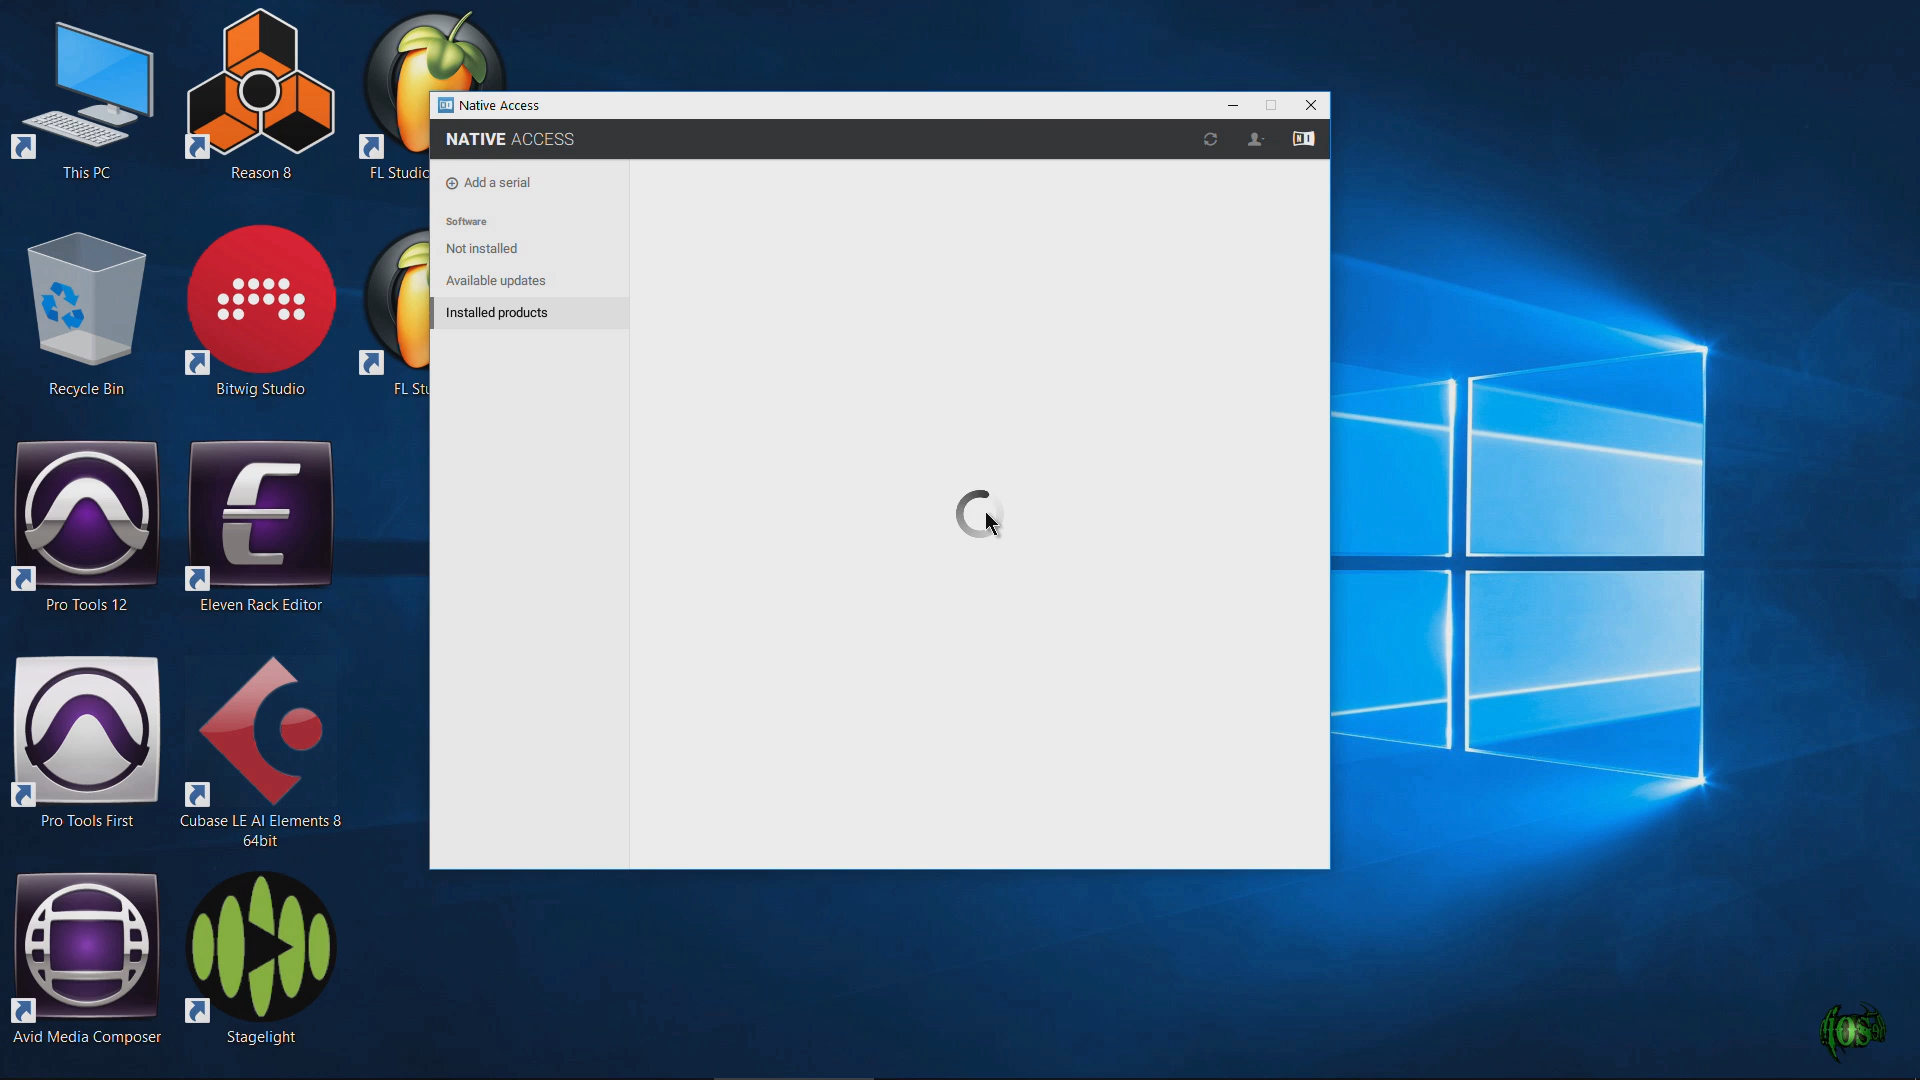 This PC
Reason 8
FL Studio
Recycle Bin
Bitwig Studio
FL Stu
Pro Tools 12
Eleven Rack Editor
Pro Tools First
Cubase LE AI Elements 8
64bit
Avid Media Composer
Stagelight
Native Access
NATIVE ACCESS
Add a serial
Software
Not installed
Available updates
Installed products